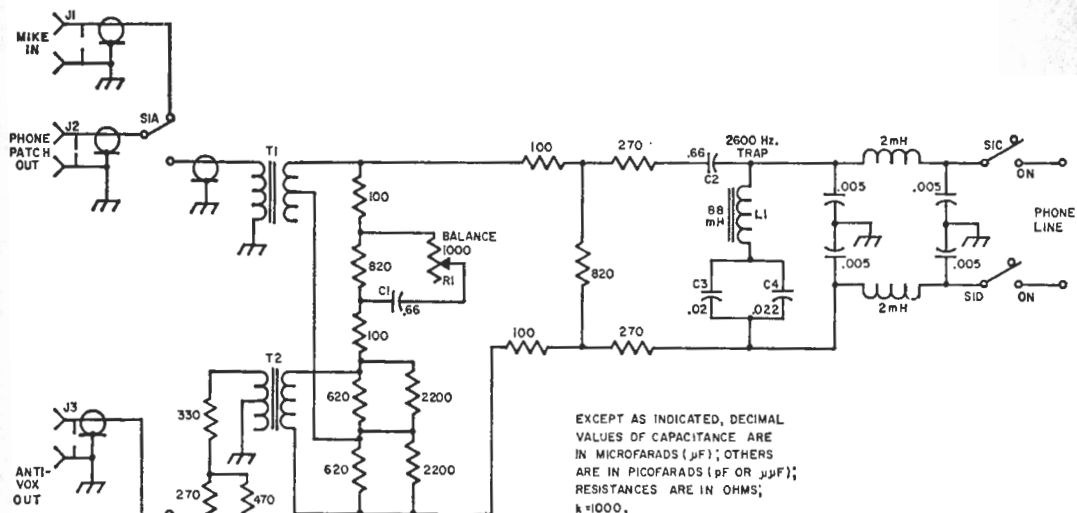 J1
MIKE
IN
J2
PHONE
PATCH
OUT
S1A
T1
100
BALANCE
1000
R1
820
C1
.66
100
T2
620
2200
620
2200
330
270
470
J3
ANTI-
VOX
OUT
100
270
.66
C2
2600 Hz.
TRAP
88
mH
L1
820
C3
.02
C4
.022
100
270
2mH
.005
.005
.005
.005
2mH
S1C
ON
PHONE
LINE
S1D
ON
EXCEPT AS INDICATED, DECIMAL
VALUES OF CAPACITANCE ARE
IN MICROFARADS (µF); OTHERS
ARE IN PICOFARADS (pF OR µµF);
RESISTANCES ARE IN OHMS;
k=1000.